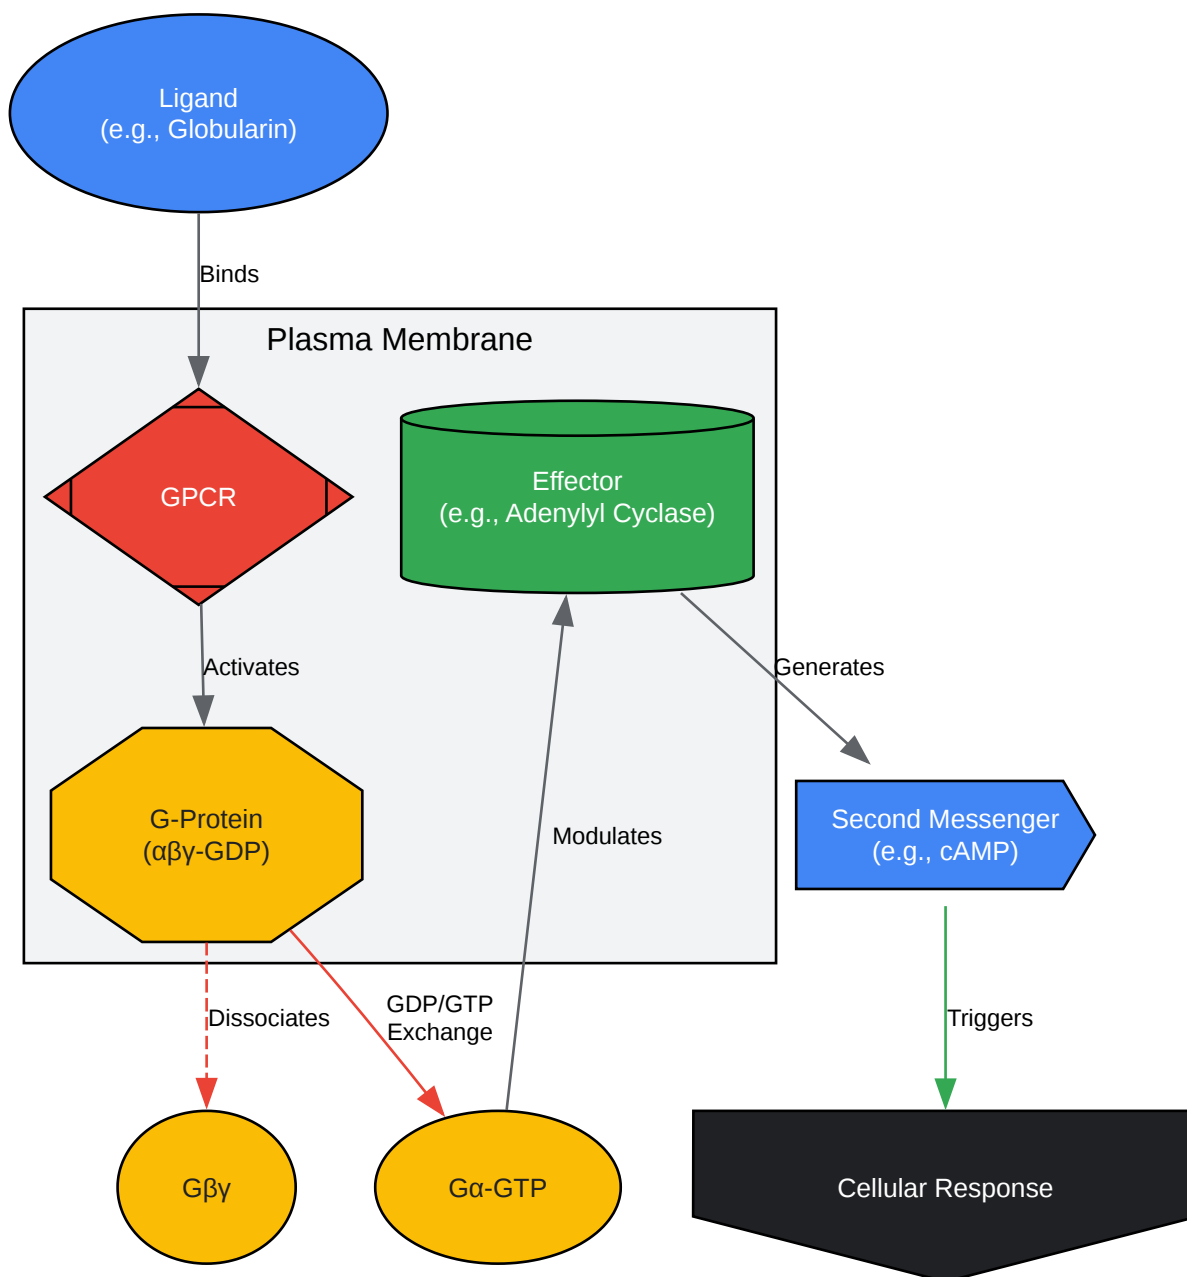 Ligand
(e.g., Globularin)
Binds
Plasma Membrane
GPCR
Effector
(e.g., Adenylyl Cyclase)
Activates
Generates
G-Protein
(αβγ-GDP)
Modulates
Second Messenger
(e.g., cAMP)
Dissociates
GDP/GTP
Exchange
Triggers
Gβγ
Gα-GTP
Cellular Response